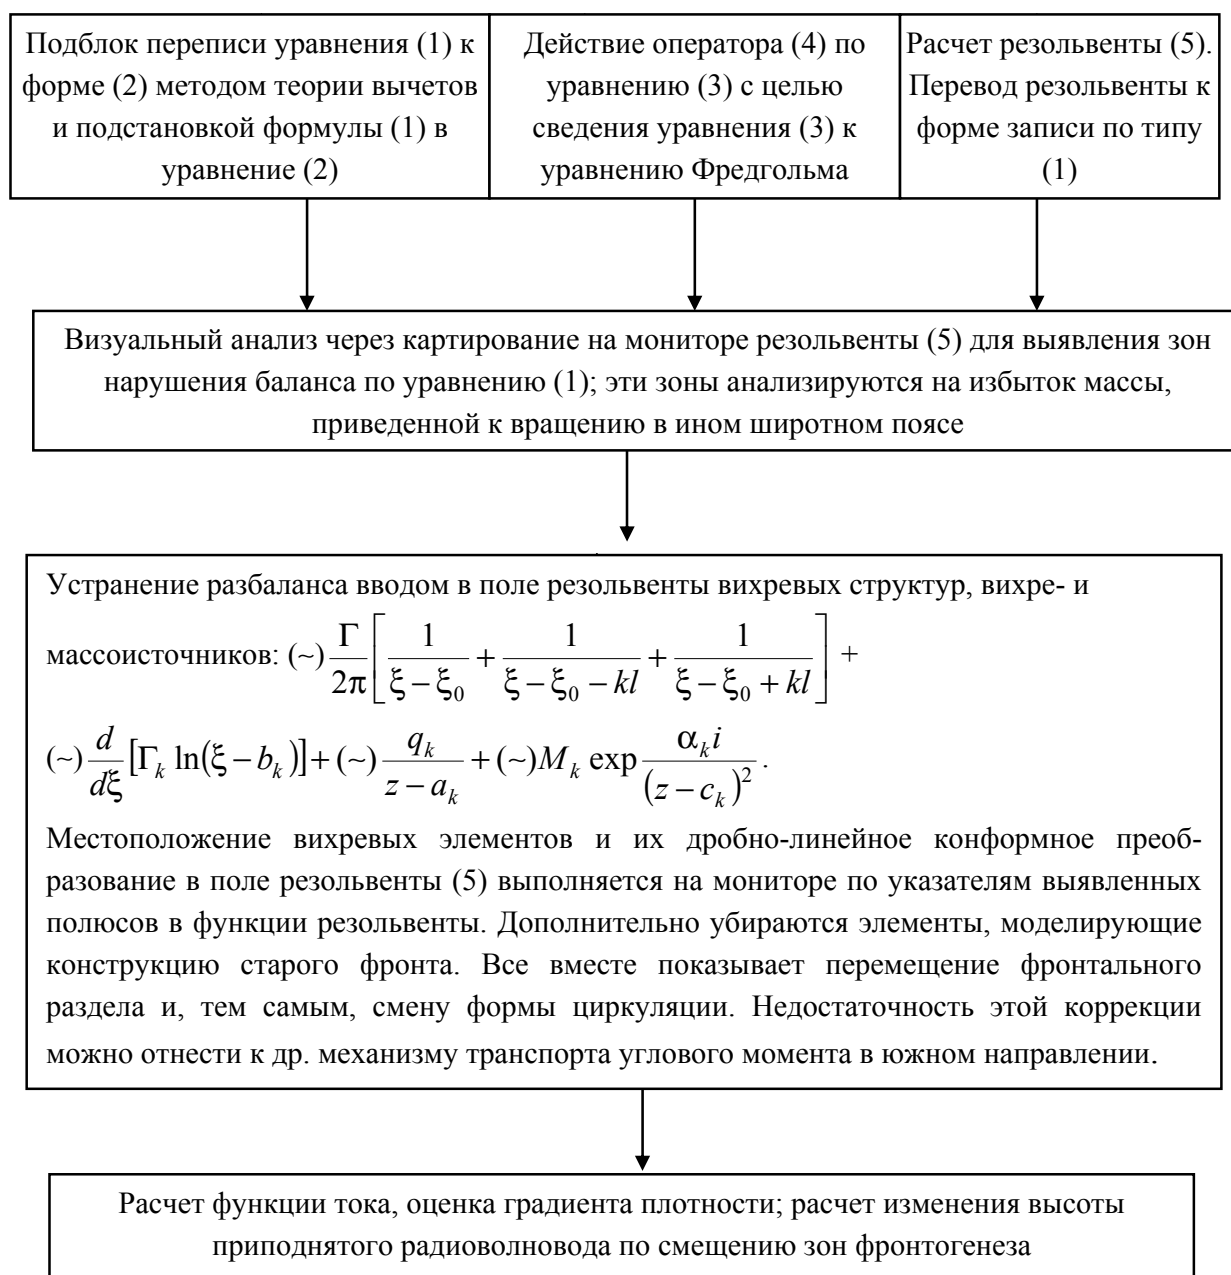 Подблок переписи уравнения (1) к
форме (2) методом теории вычетов
и подстановкой формулы (1) в
уравнение (2)
Действие оператора (4) по
уравнению (3) с целью
сведения уравнения (3) к
уравнению Фредгольма
Расчет резольвенты (5).
Перевод резольвенты к
форме записи по типу
(1)
Визуальный анализ через картирование на мониторе резольвенты (5) для выявления зон
нарушения баланса по уравнению (1); эти зоны анализируются на избыток массы,
приведенной к вращению в ином широтном поясе
Устранение разбаланса вводом в поле резольвенты вихревых структур, вихре- и
массоисточников: (~) Γ/2π [1/(ξ − ξ₀) + 1/(ξ − ξ₀ − kl) + 1/(ξ − ξ₀ + kl)] +
(~) d/dξ [Γₖ ln(ξ − bₖ)] + (~) qₖ/(z − aₖ) + (~) Mₖ exp αₖi/(z − cₖ)² .
Местоположение вихревых элементов и их дробно-линейное конформное преоб-
разование в поле резольвенты (5) выполняется на мониторе по указателям выявленных
полюсов в функции резольвенты. Дополнительно убираются элементы, моделирующие
конструкцию старого фронта. Все вместе показывает перемещение фронтального
раздела и, тем самым, смену формы циркуляции. Недостаточность этой коррекции
можно отнести к др. механизму транспорта углового момента в южном направлении.
Расчет функции тока, оценка градиента плотности; расчет изменения высоты
приподнятого радиоволновода по смещению зон фронтогенеза